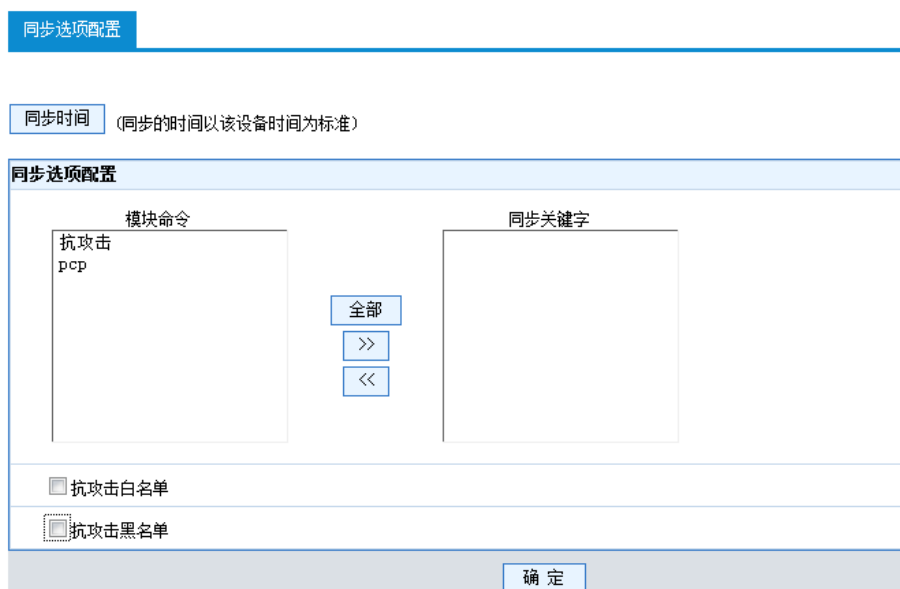 同步选项配置
同步时间 (同步的时间以该设备时间为标准)
同步选项配置
模块命令 同步关键字
抗攻击
pcp
全部
>>
<<
抗攻击白名单
抗攻击黑名单
确 定